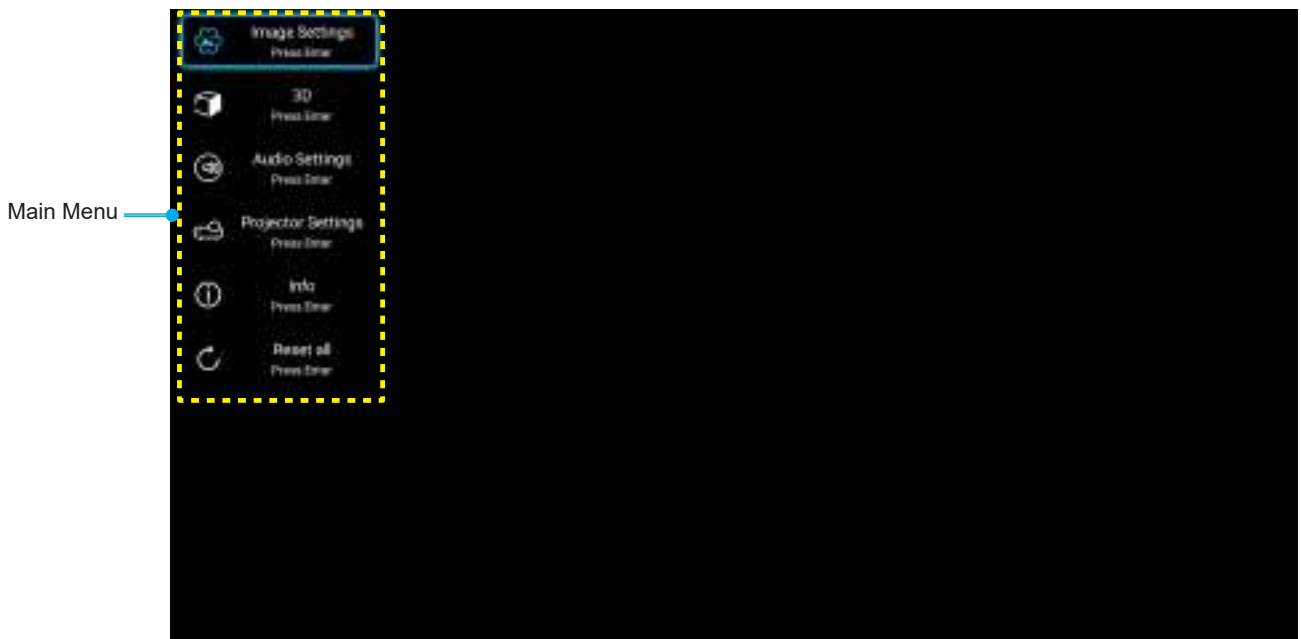 Image Settings
Press Enter
3D
Press Enter
Audio Settings
Press Enter
Main Menu
Projector Settings
Press Enter
Info
Press Enter
Reset all
Press Enter